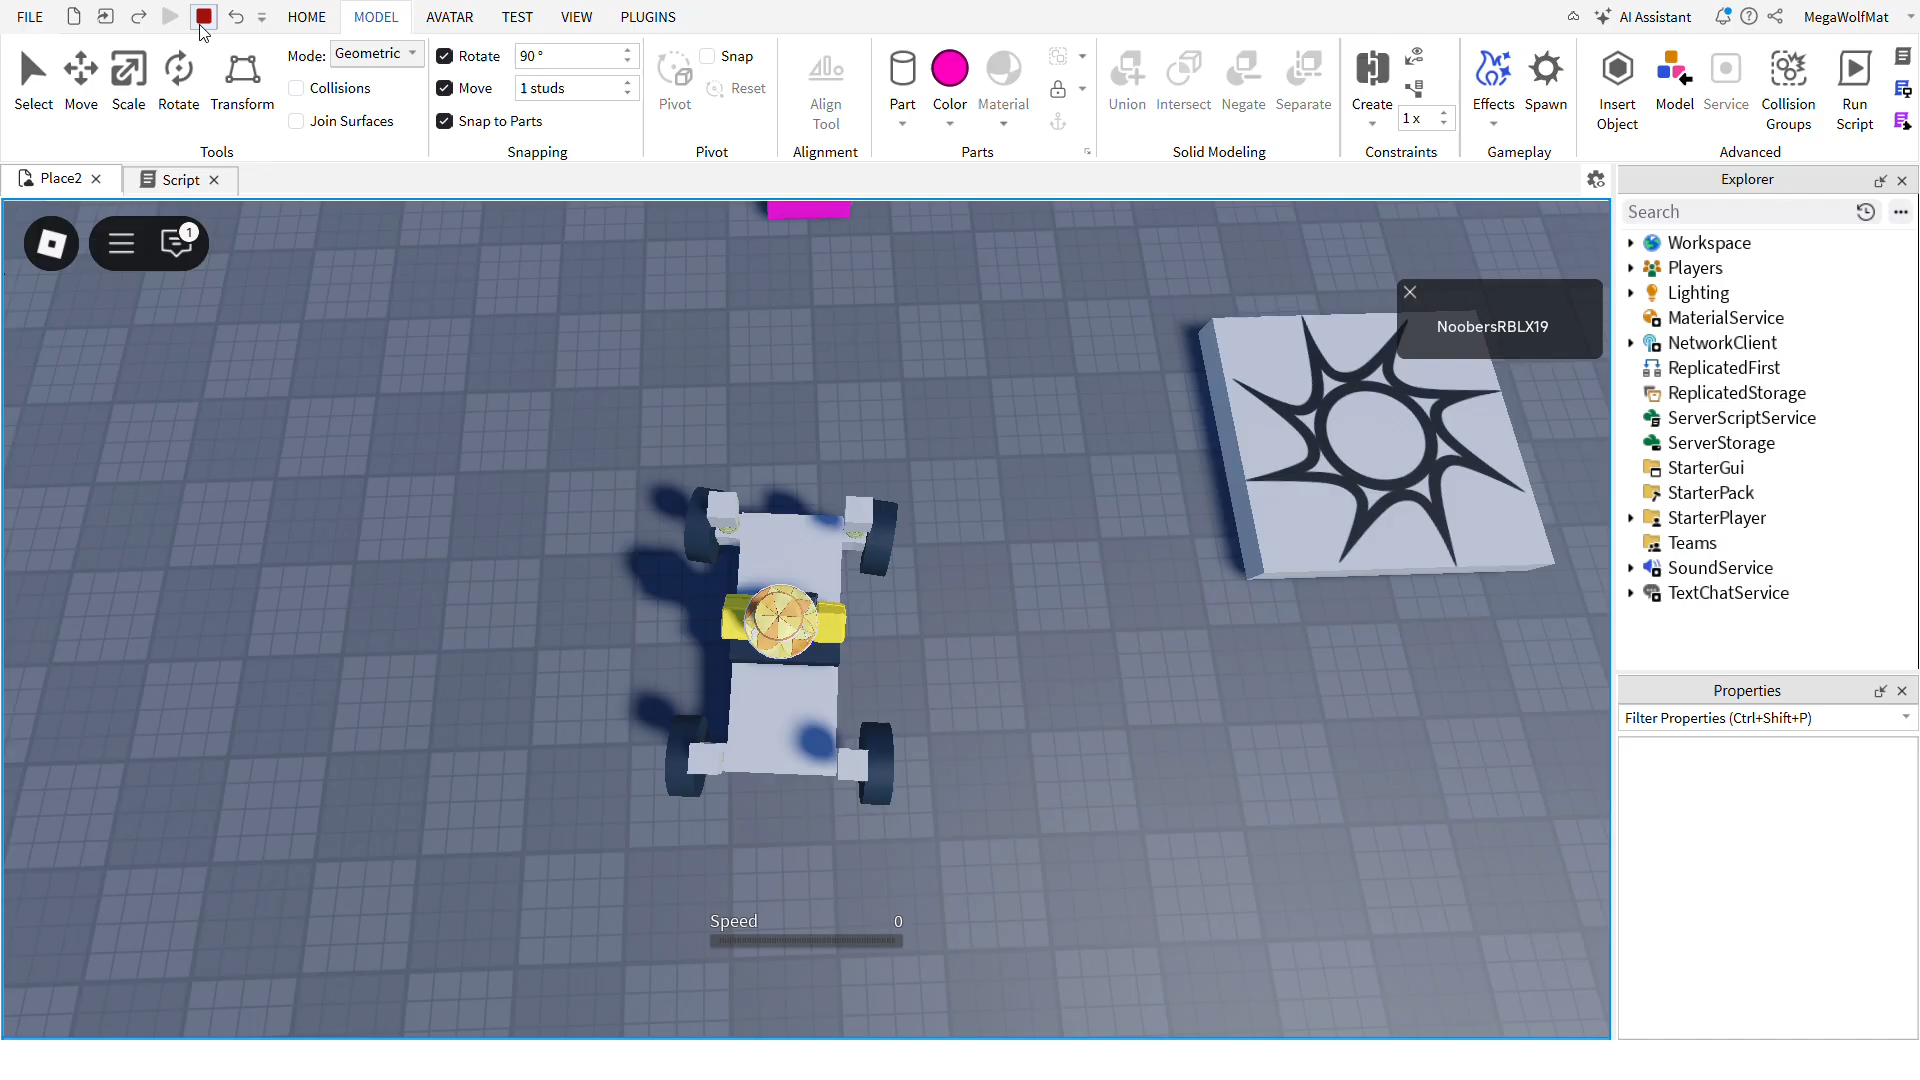 FILE HOME MODEL AVATAR TEST VIEW PLUGINS AI Assistant MegaWolfMat
Select Move Scale Rotate Transform
Mode: Geometric
Collisions
Join Surfaces
Tools
Rotate 90 °
Move 1 studs
Snap to Parts
Snapping
Pivot
Snap
Reset
Pivot
Align
Tool
Alignment
Part Color Material
Parts
Union Intersect Negate Separate
Solid Modeling
Create
1 x
Constraints
Effects Spawn
Gameplay
Insert
Object
Model
Service
Collision
Groups
Run
Script
Advanced
Place2 Script
1
NoobersRBLX19
Speed 0
Explorer
Search
Workspace
Players
Lighting
MaterialService
NetworkClient
ReplicatedFirst
ReplicatedStorage
ServerScriptService
ServerStorage
StarterGui
StarterPack
StarterPlayer
Teams
SoundService
TextChatService
Properties
Filter Properties (Ctrl+Shift+P)